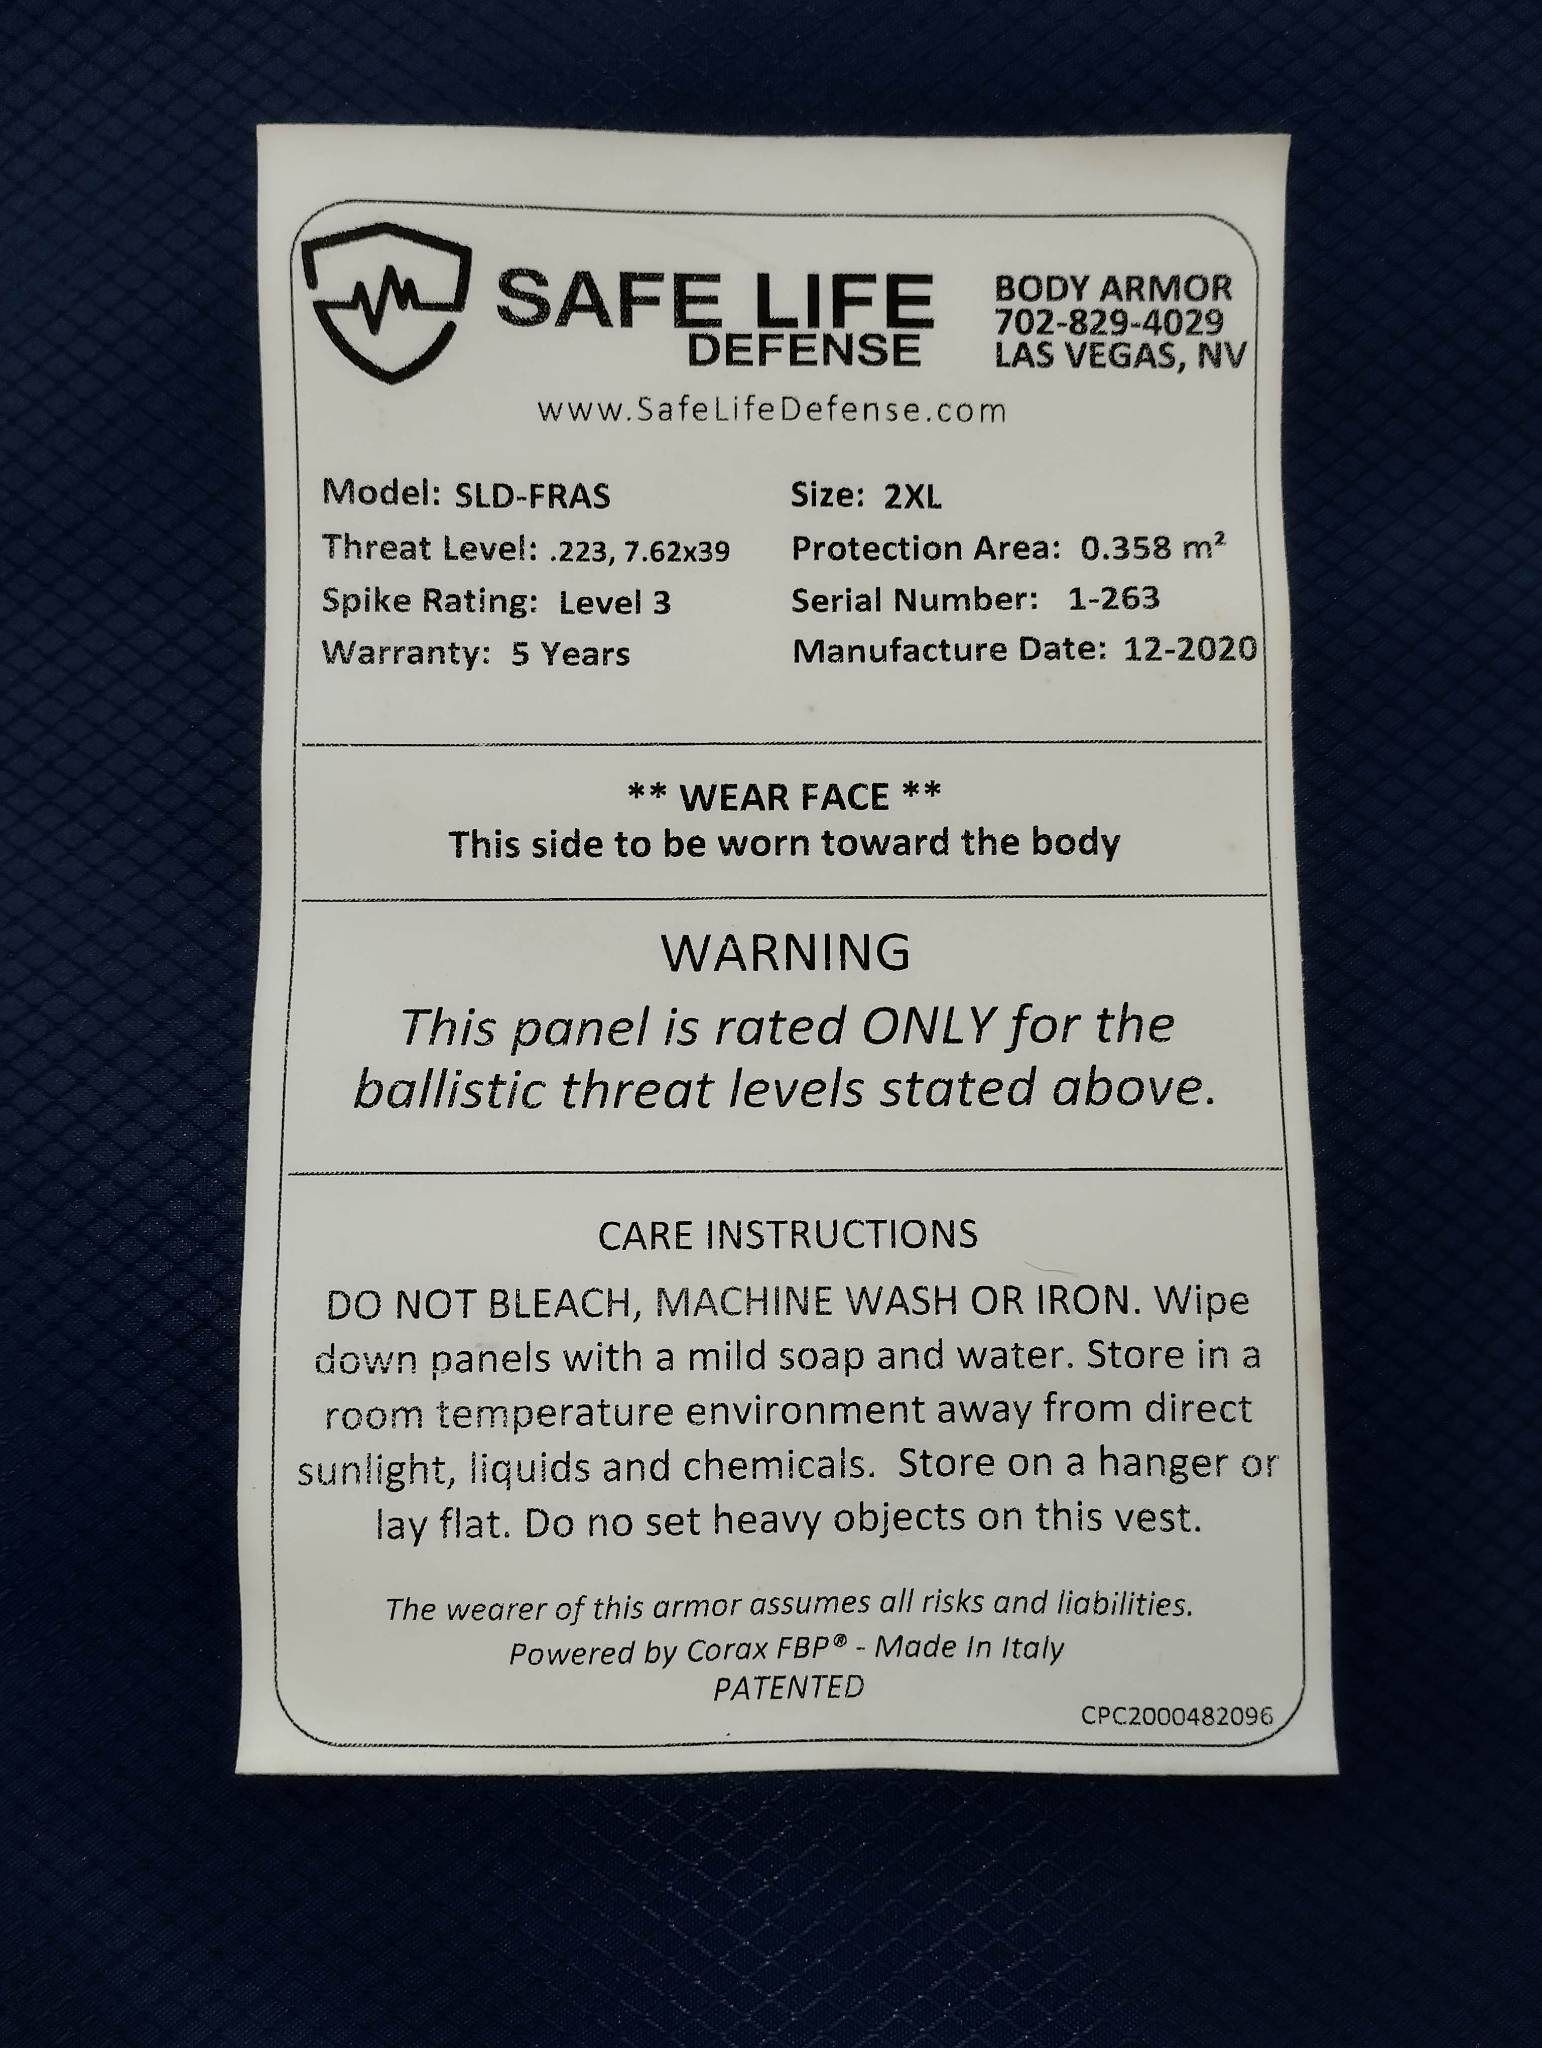 SAFE LIFE
DEFENSE
BODY ARMOR
702-829-4029
LAS VEGAS, NV
www.SafeLifeDefense.com
Model: SLD-FRAS Size: 2XL
Threat Level: .223, 7.62x39 Protection Area: 0.358 m²
Spike Rating: Level 3 Serial Number: 1-263
Warranty: 5 Years Manufacture Date: 12-2020
** WEAR FACE **
This side to be worn toward the body
WARNING
This panel is rated ONLY for the
ballistic threat levels stated above.
CARE INSTRUCTIONS
DO NOT BLEACH, MACHINE WASH OR IRON. Wipe
down panels with a mild soap and water. Store in a
room temperature environment away from direct
sunlight, liquids and chemicals. Store on a hanger or
lay flat. Do no set heavy objects on this vest.
The wearer of this armor assumes all risks and liabilities.
Powered by Corax FBP® - Made In Italy
PATENTED
CPC2000482096